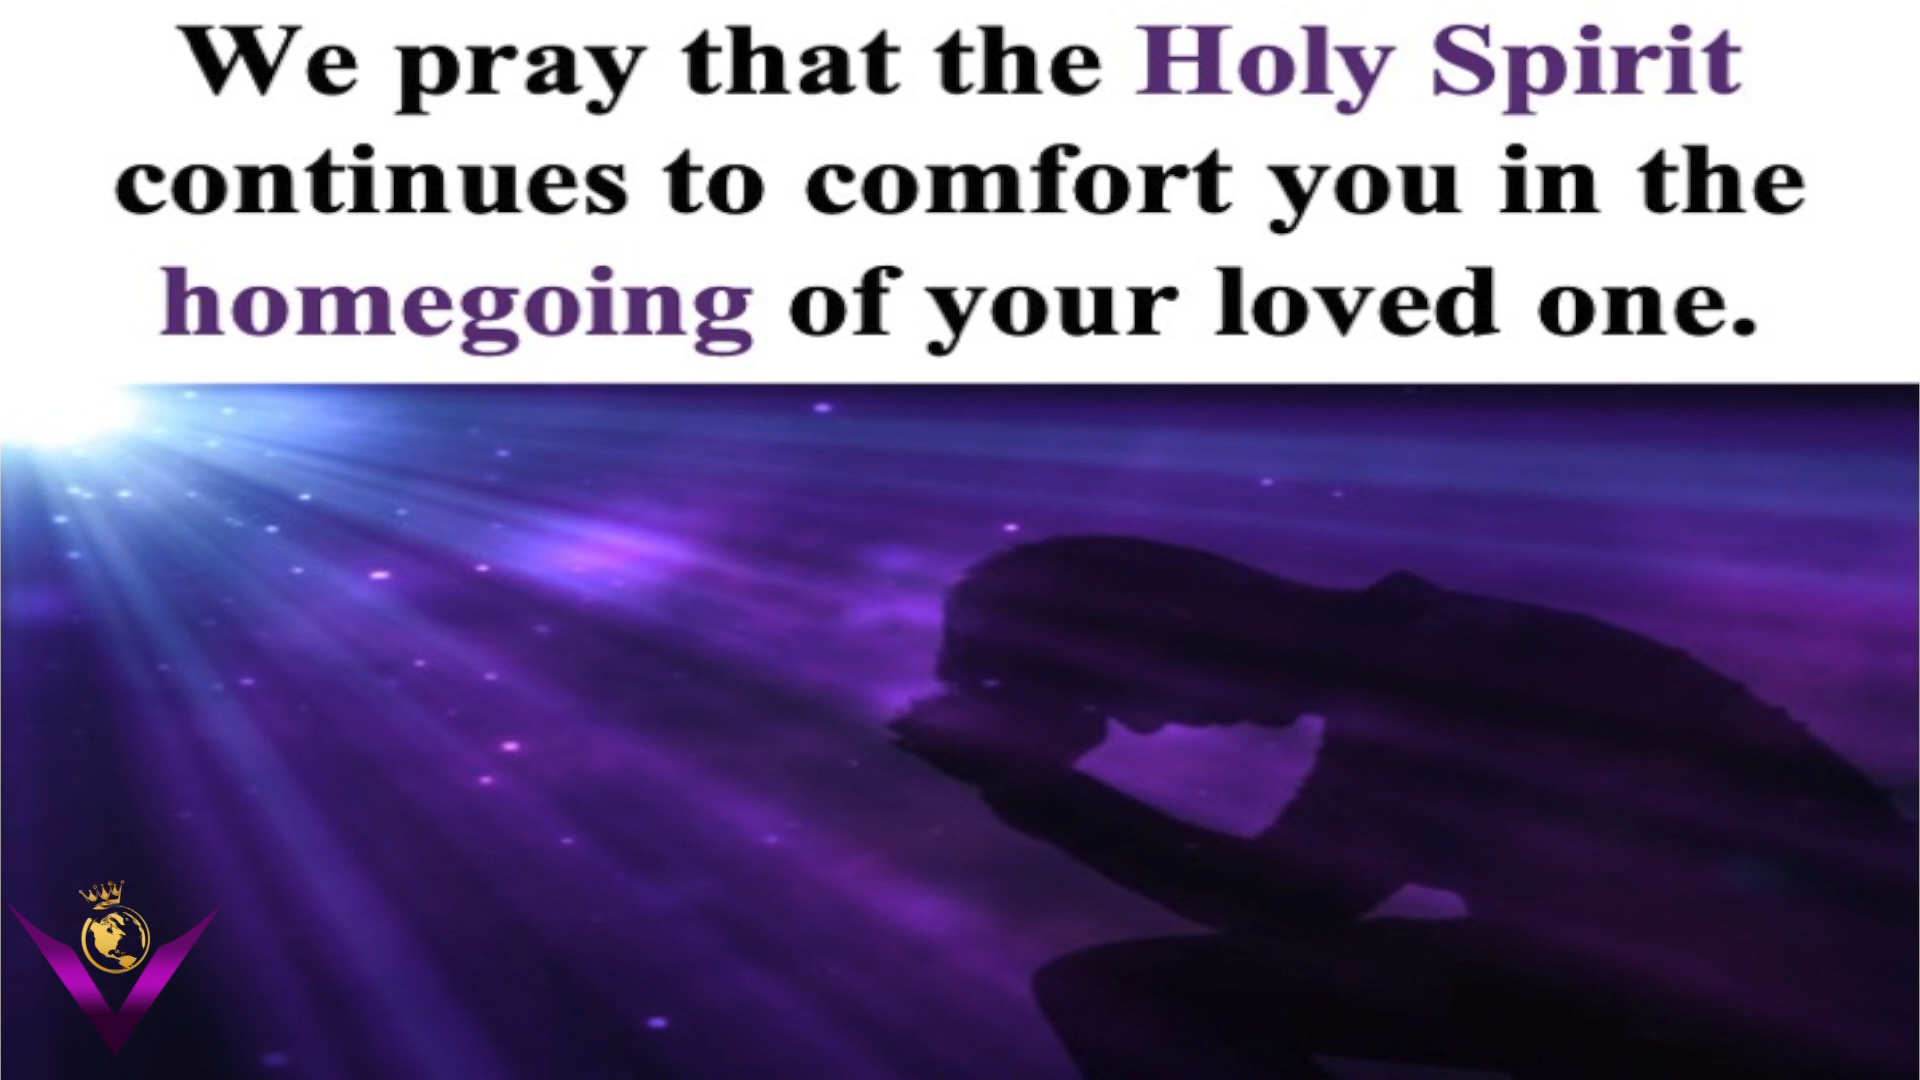 We pray that the Holy Spirit
continues to comfort you in the
homegoing of your loved one.